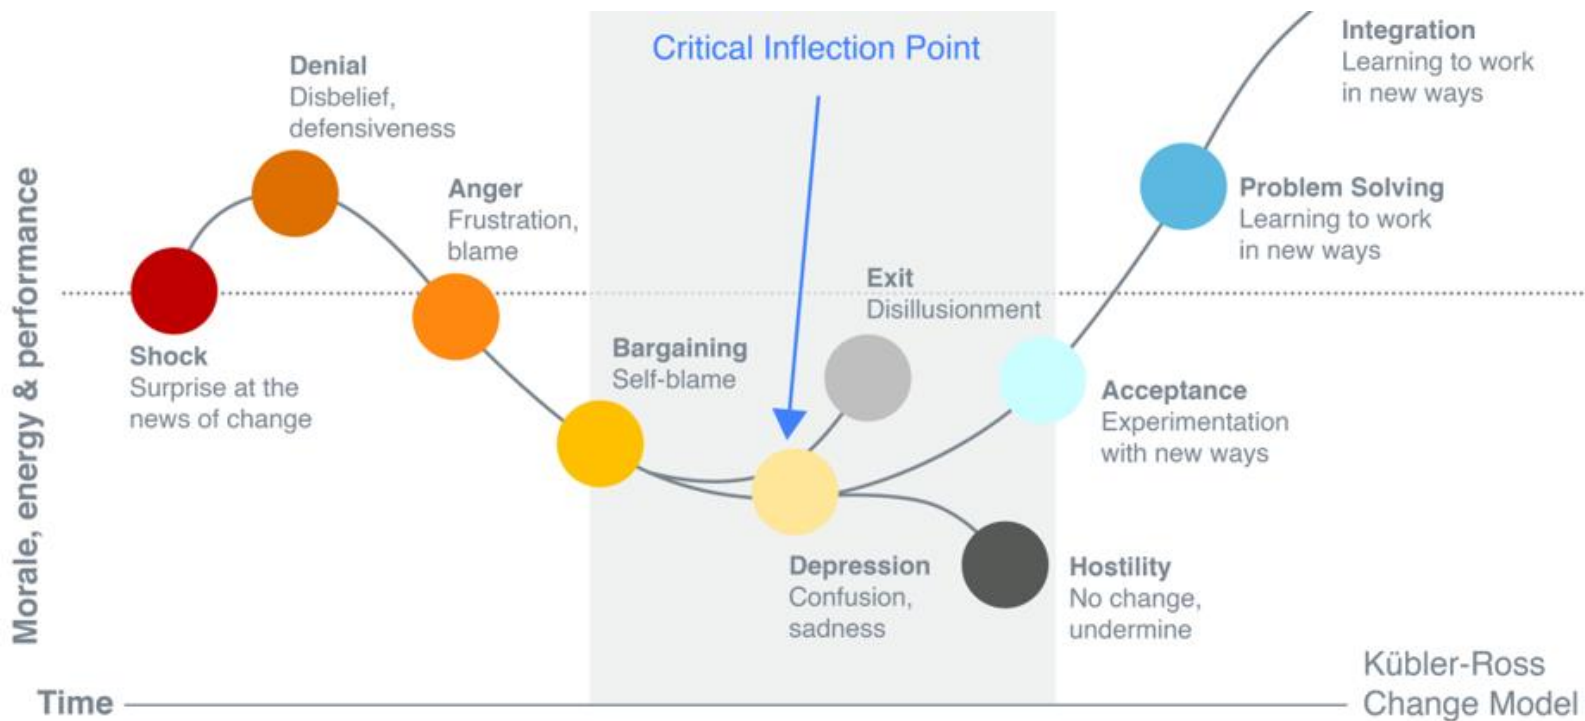 Critical Inflection Point
Denial
Disbelief,
defensiveness
Anger
Frustration,
blame
Shock
Surprise at the
news of change
Bargaining
Self-blame
Exit
Disillusionment
Depression
Confusion,
sadness
Hostility
No change,
undermine
Acceptance
Experimentation
with new ways
Problem Solving
Learning to work
in new ways
Integration
Learning to work
in new ways
Morale, energy & performance
Time
Kübler-Ross
Change Model